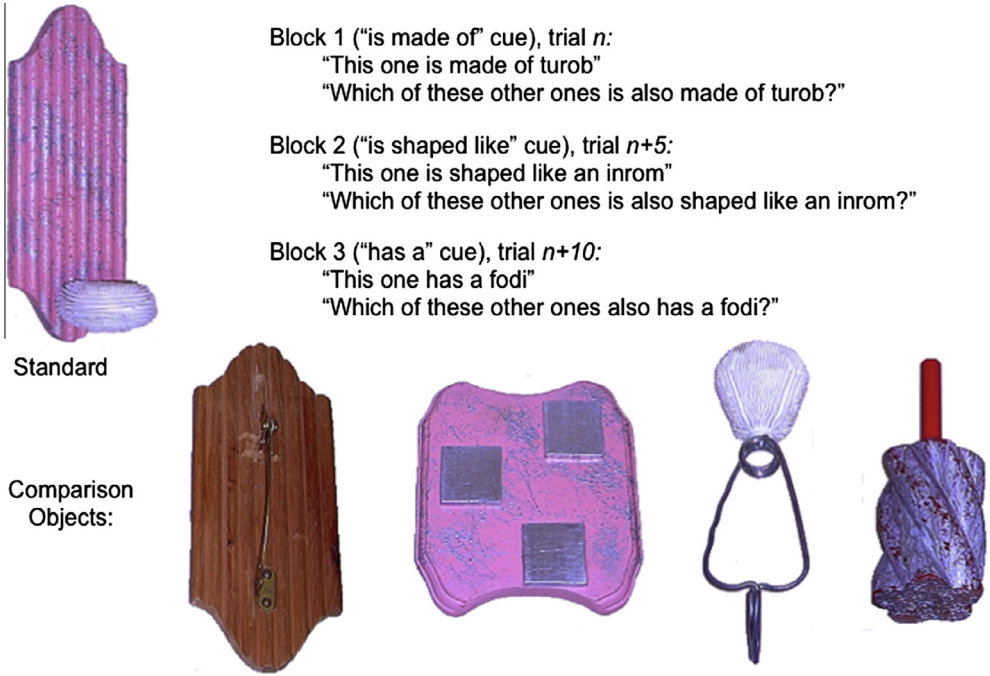 Block 1 (“is made of” cue), trial n:
“This one is made of turob”
“Which of these other ones is also made of turob?”
Block 2 (“is shaped like” cue), trial n+5:
“This one is shaped like an inrom”
“Which of these other ones is also shaped like an inrom?”
Block 3 (“has a” cue), trial n+10:
“This one has a fodi”
“Which of these other ones also has a fodi?”
Standard
Comparison
Objects: